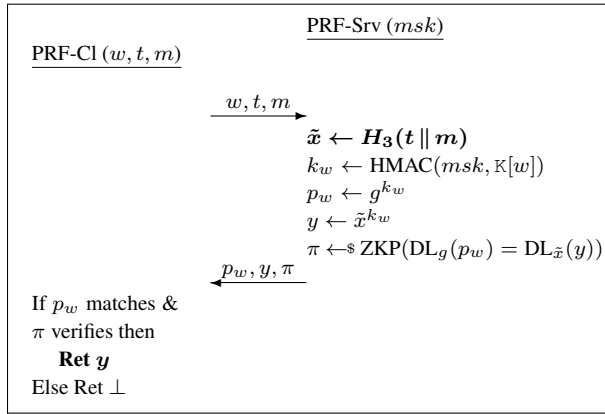 PRF-Srv (msk)
PRF-Cl (w, t, m)
w, t, m
x̃ ← H₃(t ‖ m)
k_w ← HMAC(msk, K[w])
p_w ← g^{k_w}
y ← x̃^{k_w}
π ←$ ZKP(DL_g(p_w) = DL_x̃(y))
p_w, y, π
If p_w matches &
π verifies then
Ret y
Else Ret ⊥